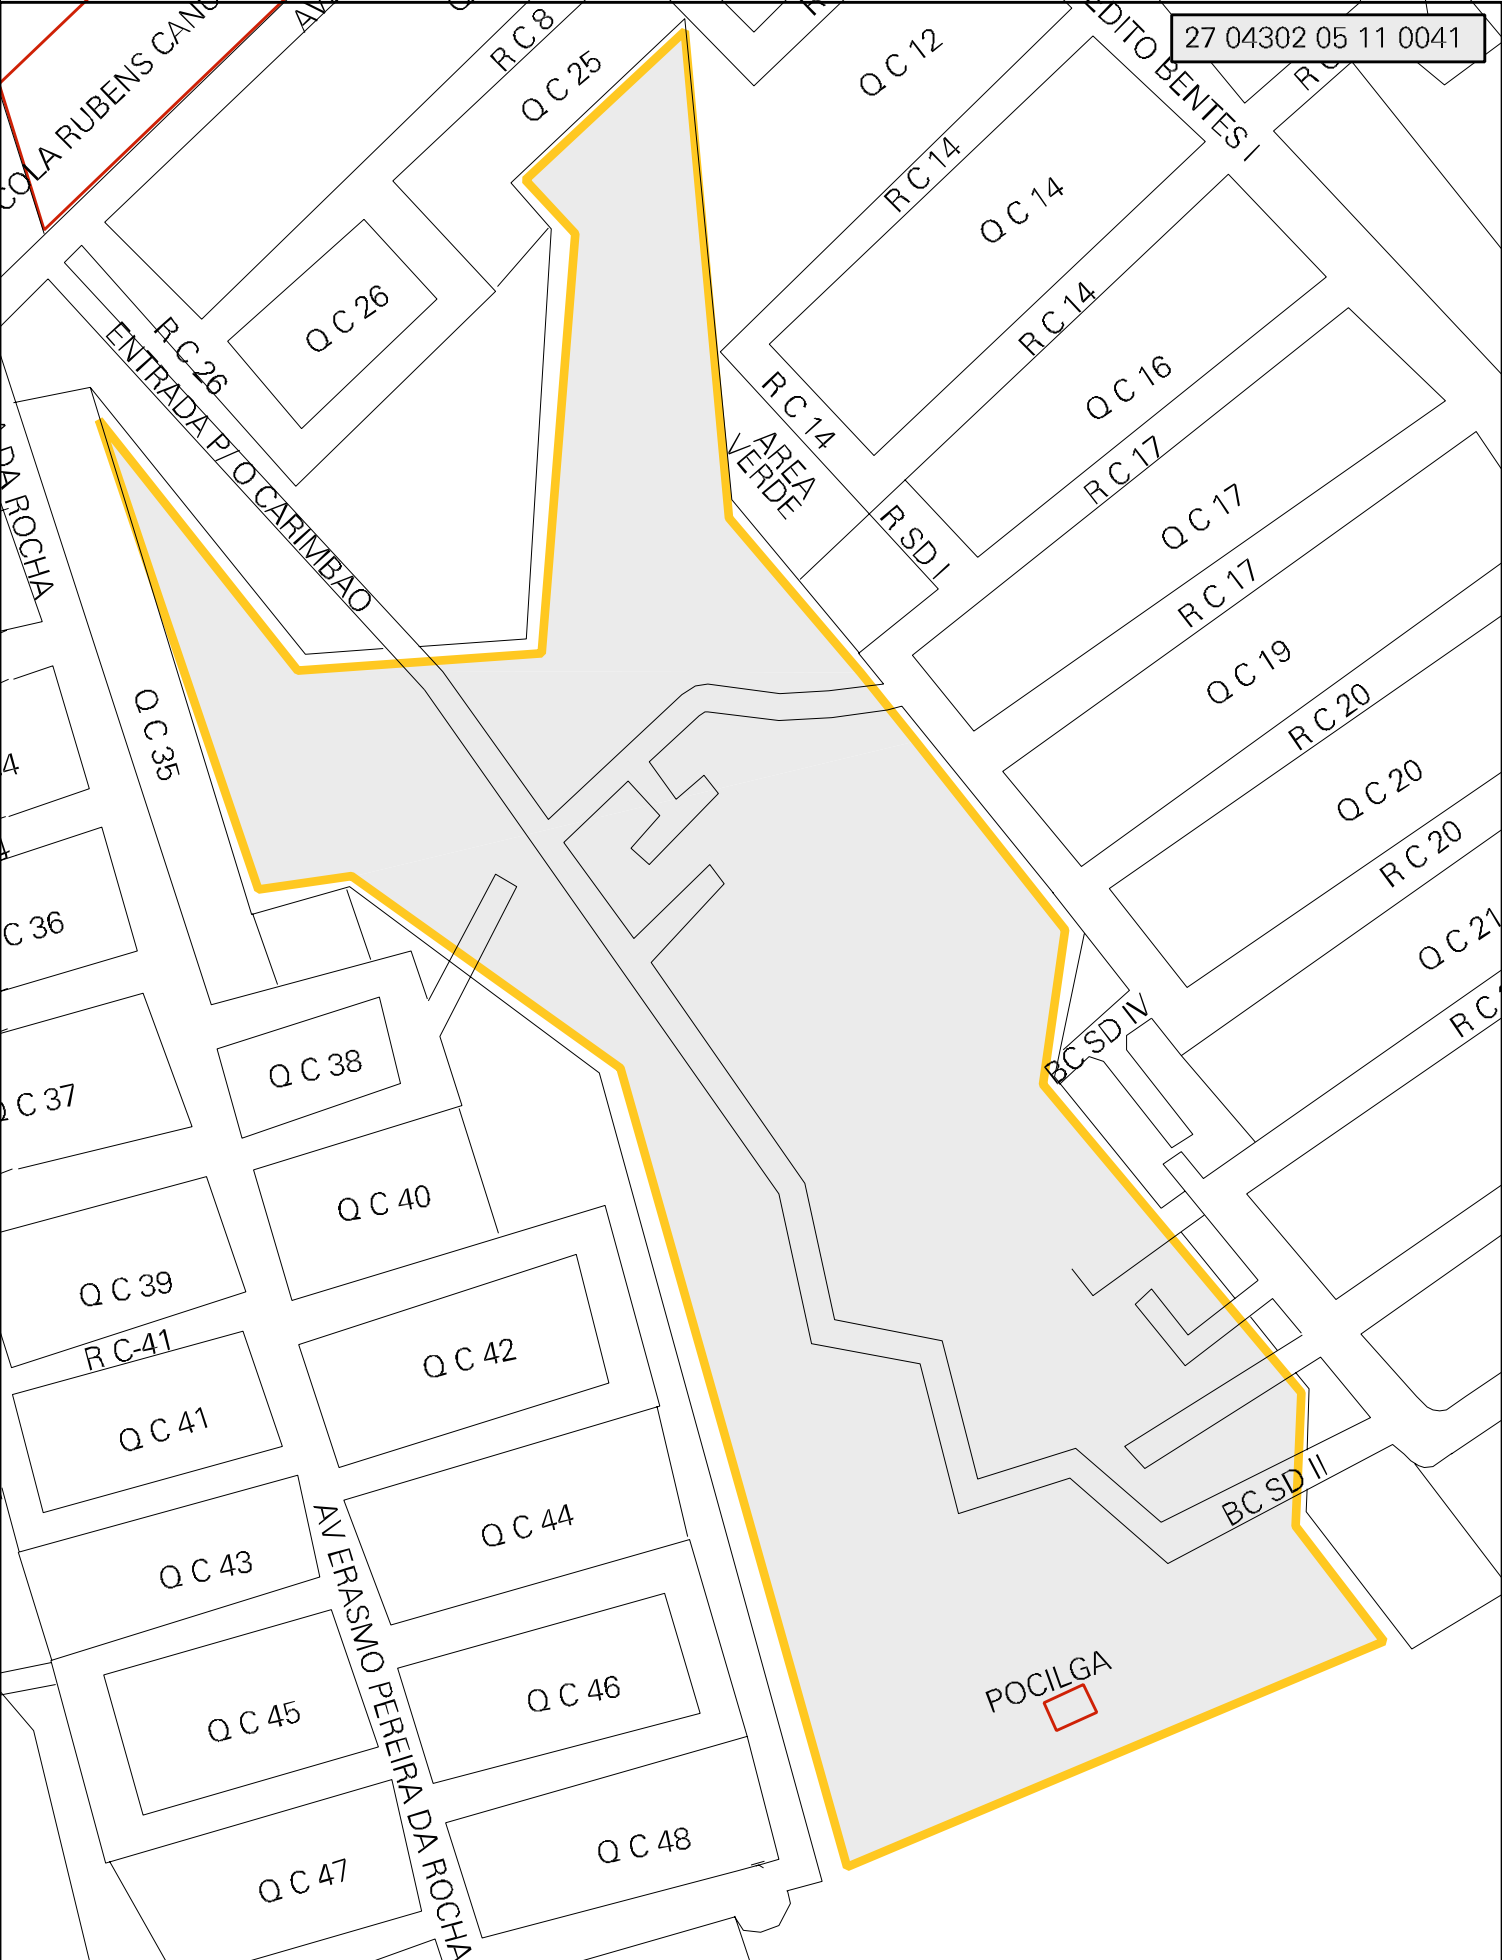 27 04302 05 11 0041
COLA RUBENS CANO
R C 8
Q C 25
Q C 12
EDITO BENTES I
R C 14
Q C 14
R C 26
Q C 26
ENTRADA P/ O CARIMBAO
R C 14
R C 14
AREA
VERDE
Q C 16
R SD I
R C 17
Q C 17
R C 17
Q C 19
R C 20
Q C 20
R C 20
Q C 21
DA ROCHA
Q C 35
C 36
C 37
Q C 38
BC SD IV
Q C 40
Q C 39
R C-41
Q C 41
Q C 42
Q C 43
Q C 44
BC SD II
AV ERASMO PEREIRA DA ROCHA
Q C 45
Q C 46
POCILGA
Q C 47
Q C 48